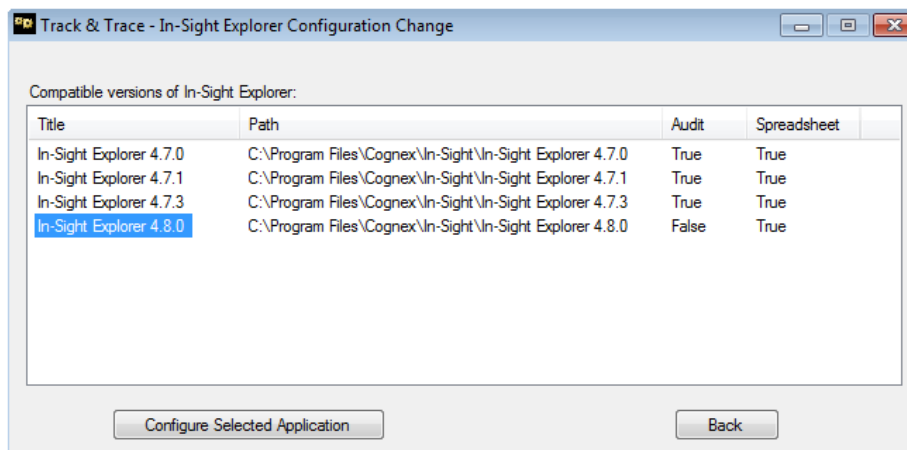 Track & Trace - In-Sight Explorer Configuration Change
Compatible versions of In-Sight Explorer:
Title Path Audit Spreadsheet
In-Sight Explorer 4.7.0 C:\Program Files\Cognex\In-Sight\In-Sight Explorer 4.7.0 True True
In-Sight Explorer 4.7.1 C:\Program Files\Cognex\In-Sight\In-Sight Explorer 4.7.1 True True
In-Sight Explorer 4.7.3 C:\Program Files\Cognex\In-Sight\In-Sight Explorer 4.7.3 True True
In-Sight Explorer 4.8.0 C:\Program Files\Cognex\In-Sight\In-Sight Explorer 4.8.0 False True
Configure Selected Application Back